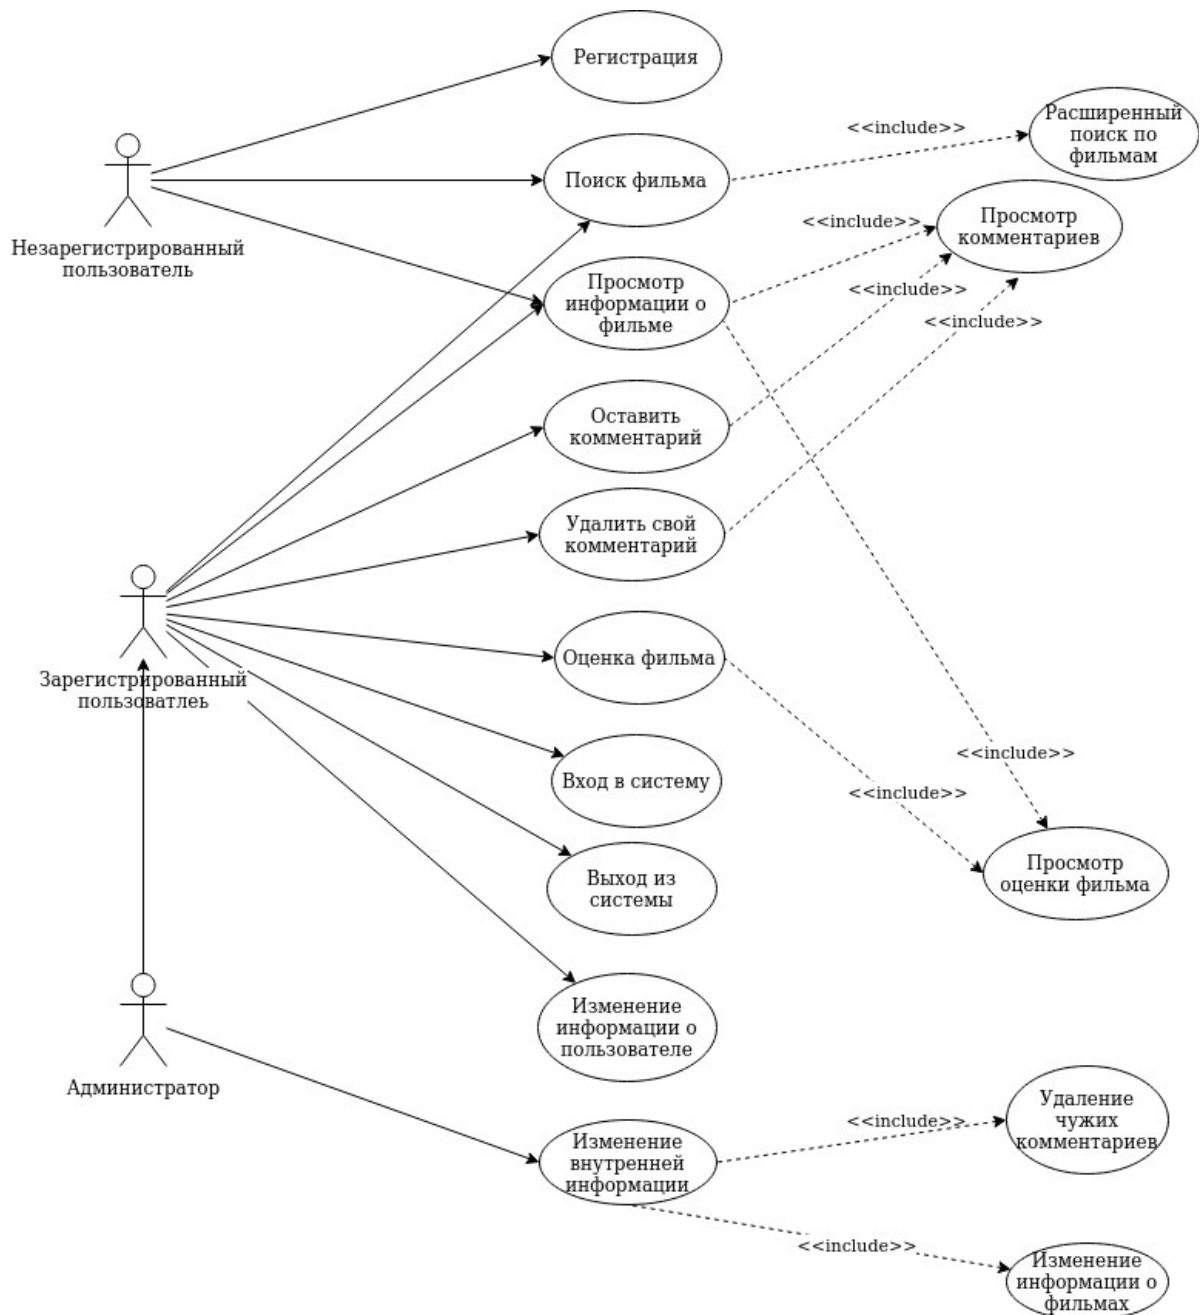 Регистрация
Расширенный
поиск по
фильмам
<<include>>
Поиск фильма
Просмотр
комментариев
<<include>>
Незарегистрированный
пользователь
Просмотр
информации о
фильме
<<include>>
<<include>>
Оставить
комментарий
Удалить свой
комментарий
Оценка фильма
Зарегистрированный
пользоватлеь
<<include>>
Вход в систему
<<include>>
Просмотр
оценки фильма
Выход из
системы
Изменение
информации о
пользователе
Администратор
Удаление
чужих
комментариев
<<include>>
Изменение
внутренней
информации
<<include>>
Изменение
информации о
фильмах